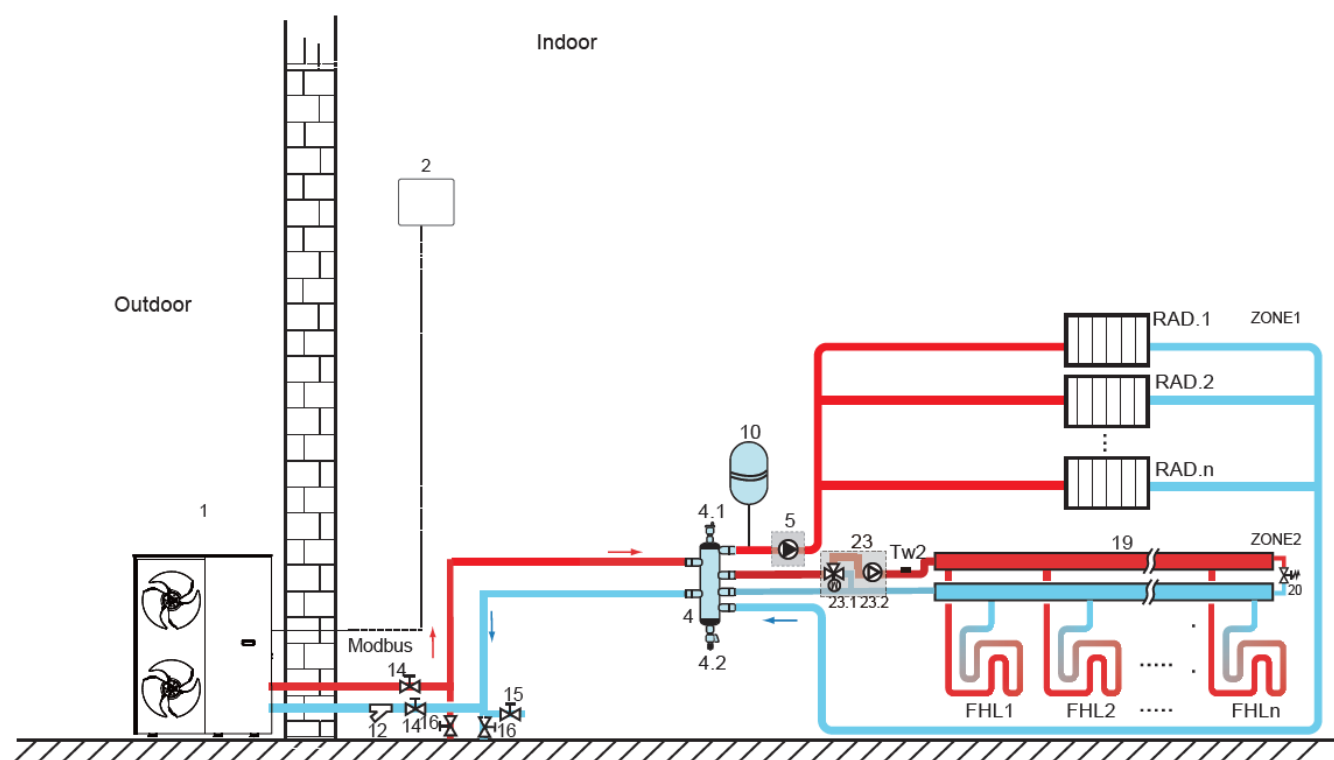 Indoor
2
Outdoor
RAD.1
ZONE1
RAD.2
10
RAD.n
1
4.1
5
23
Tw2
19
ZONE2
23.1
23.2
20
4
Modbus
4.2
14
15
12
14
16
16
FHL1
FHL2
FHLn